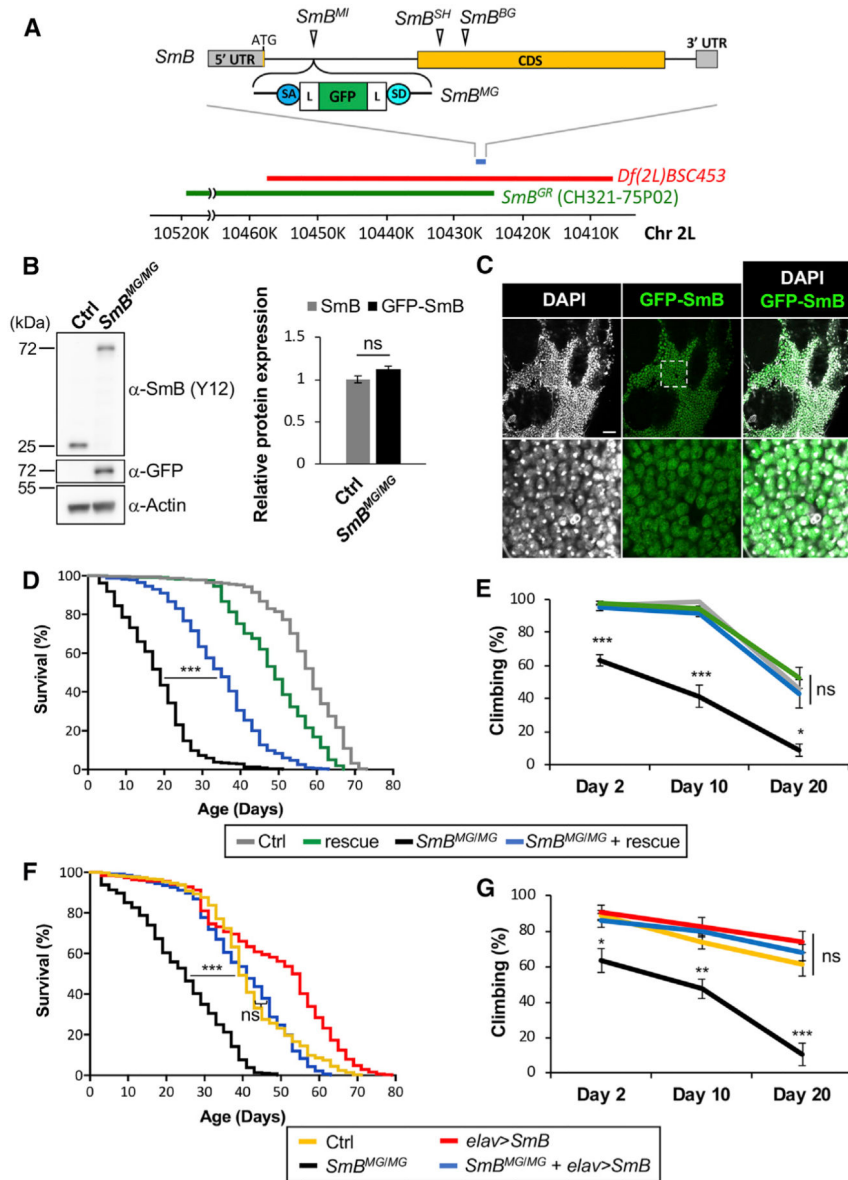 A
SmB^MI
SmB^SH
SmB^BG
ATG
3' UTR
SmB
5' UTR
CDS
SA
L
GFP
L
SD
SmB^MG
Df(2L)BSC453
SmB^GR (CH321-75P02)
10520K 10460K 10450K 10440K 10430K 10420K 10410K Chr 2L
B
(kDa)
Ctrl
SmB^MG/MG
72
25
72
55
α-SmB (Y12)
α-GFP
α-Actin
SmB GFP-SmB
ns
Relative protein expression
1.5
1
0.5
0
Ctrl
SmB^MG/MG
C
DAPI
GFP-SmB
DAPI
GFP-SmB
D
Survival (%)
100
80
60
40
20
0
***
0 10 20 30 40 50 60 70 80
Age (Days)
E
Climbing (%)
100
80
60
40
20
0
***
***
*
ns
Day 2 Day 10 Day 20
Ctrl rescue SmB^MG/MG SmB^MG/MG + rescue
F
Survival (%)
100
80
60
40
20
0
***
ns
0 10 20 30 40 50 60 70 80
Age (Days)
G
Climbing (%)
100
80
60
40
20
0
*
**
***
ns
Day 2 Day 10 Day 20
Ctrl elav>SmB
SmB^MG/MG SmB^MG/MG + elav>SmB